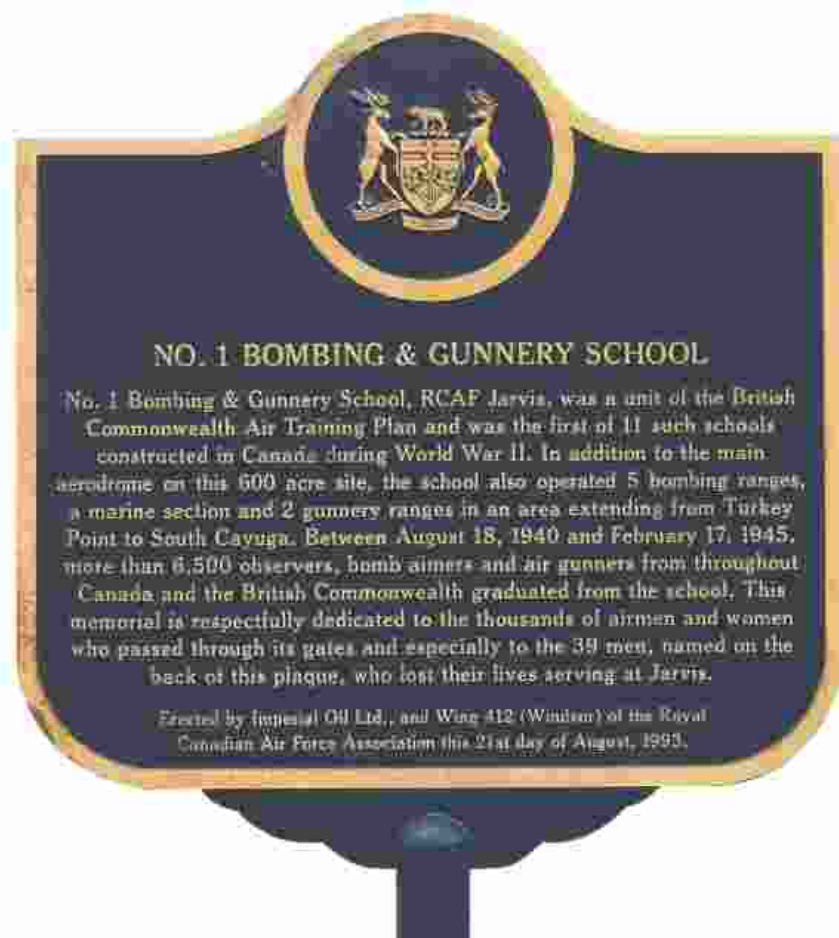 NO. 1 BOMBING & GUNNERY SCHOOL
No. 1 Bombing & Gunnery School, RCAF Jarvis, was a unit of the British
Commonwealth Air Training Plan and was the first of 11 such schools
constructed in Canada during World War II. In addition to the main
aerodrome on this 600 acre site, the school also operated 5 bombing ranges,
a marine section and 2 gunnery ranges in an area extending from Turkey
Point to South Cayuga. Between August 18, 1940 and February 17, 1945,
more than 6,500 observers, bomb aimers and air gunners from throughout
Canada and the British Commonwealth graduated from the school. This
memorial is respectfully dedicated to the thousands of airmen and women
who passed through its gates and especially to the 39 men, named on the
back of this plaque, who lost their lives serving at Jarvis.
Erected by Imperial Oil Ltd., and Wing 412 (Windsor) of the Royal
Canadian Air Force Association this 21st day of August, 1993.